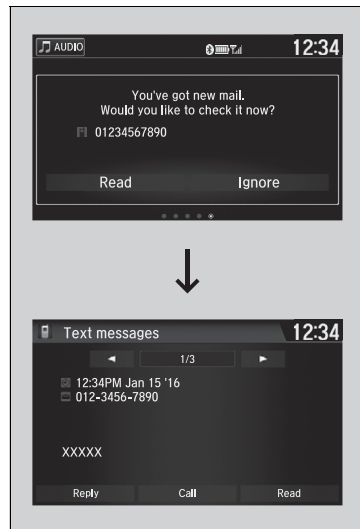 AUDIO
12:34
You've got new mail.
Would you like to check it now?
01234567890
Read
Ignore
Text messages
12:34
1/3
12:34PM Jan 15 '16
012-3456-7890
XXXXX
Reply
Call
Read